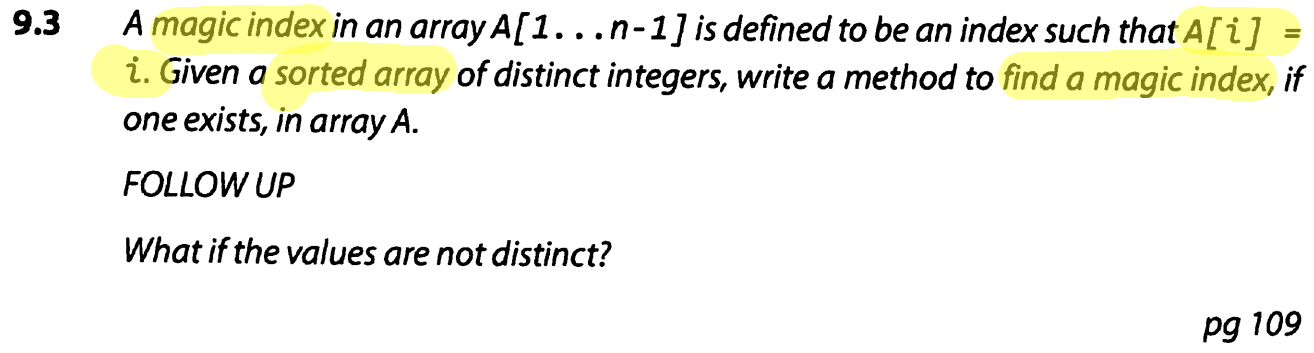 9.3 A magic index in an array A[1...n-1] is defined to be an index such that A[i] =
i. Given a sorted array of distinct integers, write a method to find a magic index, if
one exists, in array A.
FOLLOW UP
What if the values are not distinct?
pg 109